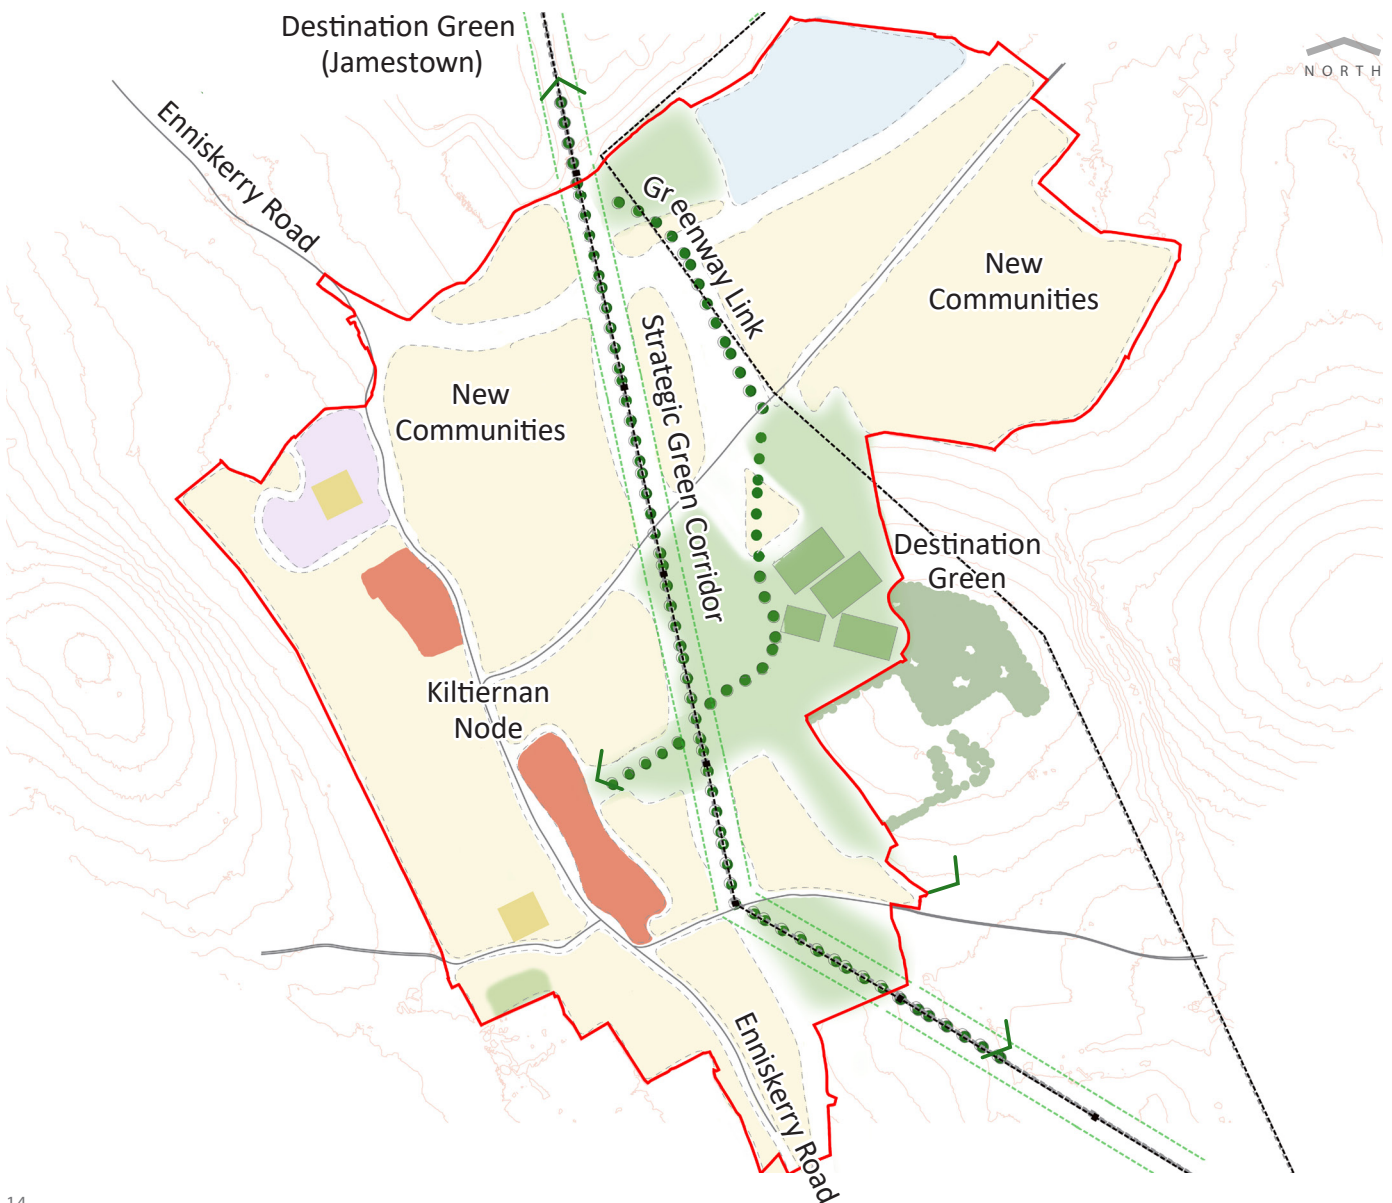 Destination Green
(Jamestown)
NORTH
Enniskerry Road
Greenway Link
New
Communities
Strategic Green Corridor
New
Communities
Destination
Green
Kiltiernan
Node
Enniskerry Road
14